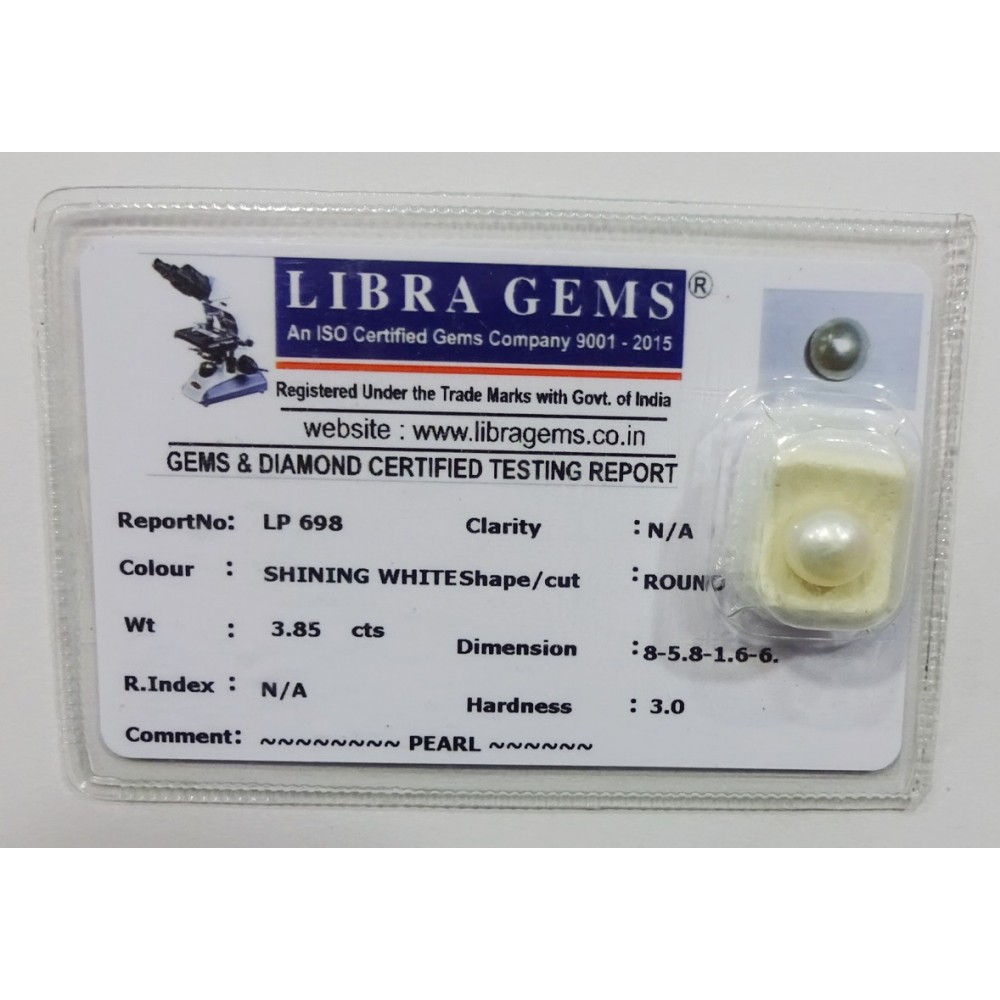 LIBRA GEMS®
An ISO Certified Gems Company 9001 - 2015
Registered Under the Trade Marks with Govt. of India
website : www.libragems.co.in
GEMS & DIAMOND CERTIFIED TESTING REPORT
ReportNo: LP 698 Clarity : N/A
Colour : SHINING WHITE Shape/cut : ROUND
Wt : 3.85 cts Dimension : 8-5.8-1.6-6.
R.Index : N/A Hardness : 3.0
Comment: ~~~~~~~~ PEARL ~~~~~~